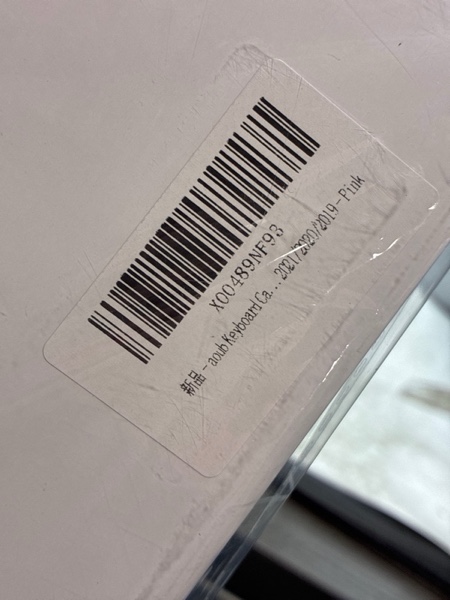 X00489NF93
新品 - aoub Keyboard Ca... 2021/2020/2019 - Pink